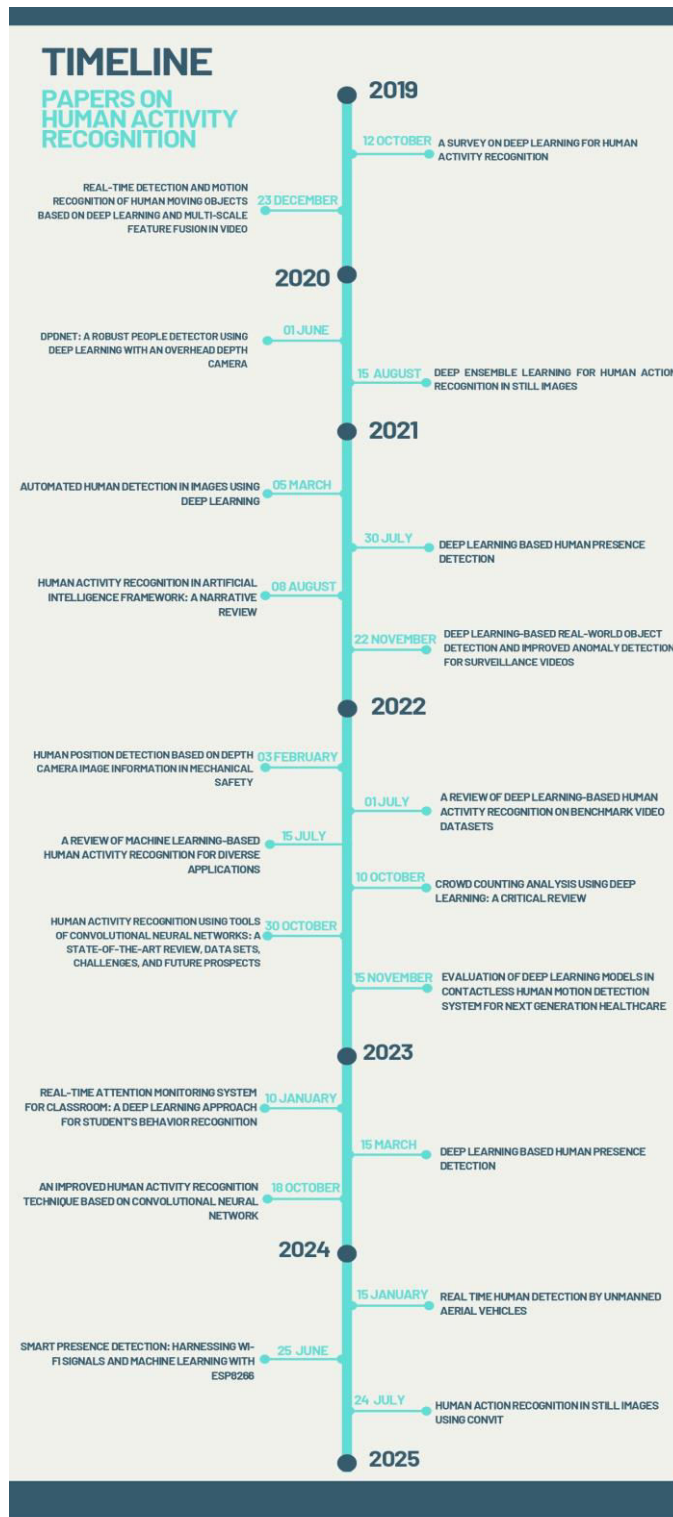 TIMELINE
PAPERS ON
HUMAN ACTIVITY
RECOGNITION
2019
12 OCTOBER
A SURVEY ON DEEP LEARNING FOR HUMAN
ACTIVITY RECOGNITION
23 DECEMBER
REAL-TIME DETECTION AND MOTION
RECOGNITION OF HUMAN MOVING OBJECTS
BASED ON DEEP LEARNING AND MULTI-SCALE
FEATURE FUSION IN VIDEO
2020
01 JUNE
DPDNET: A ROBUST PEOPLE DETECTOR USING
DEEP LEARNING WITH AN OVERHEAD DEPTH
CAMERA
15 AUGUST
DEEP ENSEMBLE LEARNING FOR HUMAN ACTION
RECOGNITION IN STILL IMAGES
2021
05 MARCH
AUTOMATED HUMAN DETECTION IN IMAGES USING
DEEP LEARNING
30 JULY
DEEP LEARNING BASED HUMAN PRESENCE
DETECTION
08 AUGUST
HUMAN ACTIVITY RECOGNITION IN ARTIFICIAL
INTELLIGENCE FRAMEWORK: A NARRATIVE
REVIEW
22 NOVEMBER
DEEP LEARNING-BASED REAL-WORLD OBJECT
DETECTION AND IMPROVED ANOMALY DETECTION
FOR SURVEILLANCE VIDEOS
2022
03 FEBRUARY
HUMAN POSITION DETECTION BASED ON DEPTH
CAMERA IMAGE INFORMATION IN MECHANICAL
SAFETY
01 JULY
A REVIEW OF DEEP LEARNING-BASED HUMAN
ACTIVITY RECOGNITION ON BENCHMARK VIDEO
DATASETS
15 JULY
A REVIEW OF MACHINE LEARNING-BASED
HUMAN ACTIVITY RECOGNITION FOR DIVERSE
APPLICATIONS
10 OCTOBER
CROWD COUNTING ANALYSIS USING DEEP
LEARNING: A CRITICAL REVIEW
30 OCTOBER
HUMAN ACTIVITY RECOGNITION USING TOOLS
OF CONVOLUTIONAL NEURAL NETWORKS: A
STATE-OF-THE-ART REVIEW, DATA SETS,
CHALLENGES, AND FUTURE PROSPECTS
15 NOVEMBER
EVALUATION OF DEEP LEARNING MODELS IN
CONTACTLESS HUMAN MOTION DETECTION
SYSTEM FOR NEXT GENERATION HEALTHCARE
2023
10 JANUARY
REAL-TIME ATTENTION MONITORING SYSTEM
FOR CLASSROOM: A DEEP LEARNING APPROACH
FOR STUDENT'S BEHAVIOR RECOGNITION
15 MARCH
DEEP LEARNING BASED HUMAN PRESENCE
DETECTION
18 OCTOBER
AN IMPROVED HUMAN ACTIVITY RECOGNITION
TECHNIQUE BASED ON CONVOLUTIONAL NEURAL
NETWORK
2024
15 JANUARY
REAL TIME HUMAN DETECTION BY UNMANNED
AERIAL VEHICLES
25 JUNE
SMART PRESENCE DETECTION: HARNESSING WI-
FI SIGNALS AND MACHINE LEARNING WITH
ESP8266
24 JULY
HUMAN ACTION RECOGNITION IN STILL IMAGES
USING CONVIT
2025